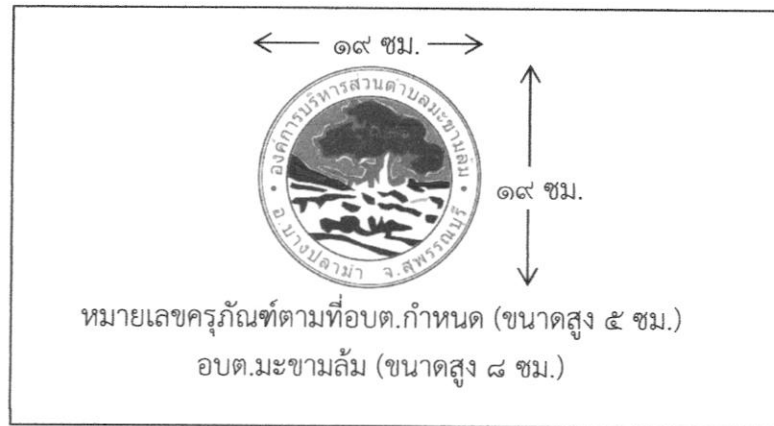 ๑๙ ซม.
องค์การบริหารส่วนตำบลมะขามล้ม
๑๙ ซม.
อ.บางปลาม้า จ.สุพรรณบุรี
หมายเลขครุภัณฑ์ตามที่อบต.กำหนด (ขนาดสูง ๕ ซม.)
อบต.มะขามล้ม (ขนาดสูง ๘ ซม.)